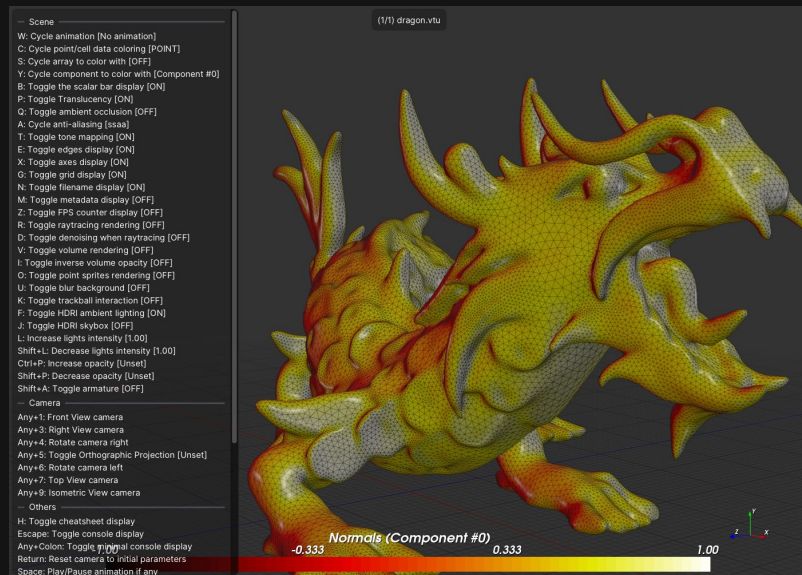 Scene
W: Cycle animation [No animation]
C: Cycle point/cell data coloring [POINT]
S: Cycle array to color with [OFF]
Y: Cycle component to color with [Component #0]
B: Toggle the scalar bar display [ON]
P: Toggle Translucency [ON]
Q: Toggle ambient occlusion [OFF]
A: Cycle anti-aliasing [ssaa]
T: Toggle tone mapping [ON]
E: Toggle edges display [ON]
X: Toggle axes display [ON]
G: Toggle grid display [ON]
N: Toggle filename display [ON]
M: Toggle metadata display [OFF]
Z: Toggle FPS counter display [OFF]
R: Toggle raytracing rendering [OFF]
D: Toggle denoising when raytracing [OFF]
V: Toggle volume rendering [OFF]
I: Toggle inverse volume opacity [OFF]
O: Toggle point sprites rendering [OFF]
U: Toggle blur background [OFF]
K: Toggle trackball interaction [OFF]
F: Toggle HDRI ambient lighting [ON]
J: Toggle HDRI skybox [OFF]
L: Increase lights intensity [1.00]
Shift+L: Decrease lights intensity [1.00]
Ctrl+P: Increase opacity [Unset]
Shift+P: Decrease opacity [Unset]
Shift+A: Toggle armature [OFF]
Camera
Any+1: Front View camera
Any+3: Right View camera
Any+4: Rotate camera right
Any+5: Toggle Orthographic Projection [Unset]
Any+6: Rotate camera left
Any+7: Top View camera
Any+9: Isometric View camera
Others
H: Toggle cheatsheet display
Escape: Toggle console display
Any+Colon: Toggle minimal console display
Return: Reset camera to initial parameters
Space: Play/Pause animation if any
(1/1) dragon.vtu
Normals (Component #0)
-1.00 -0.333 0.333 1.00
Y
Z X